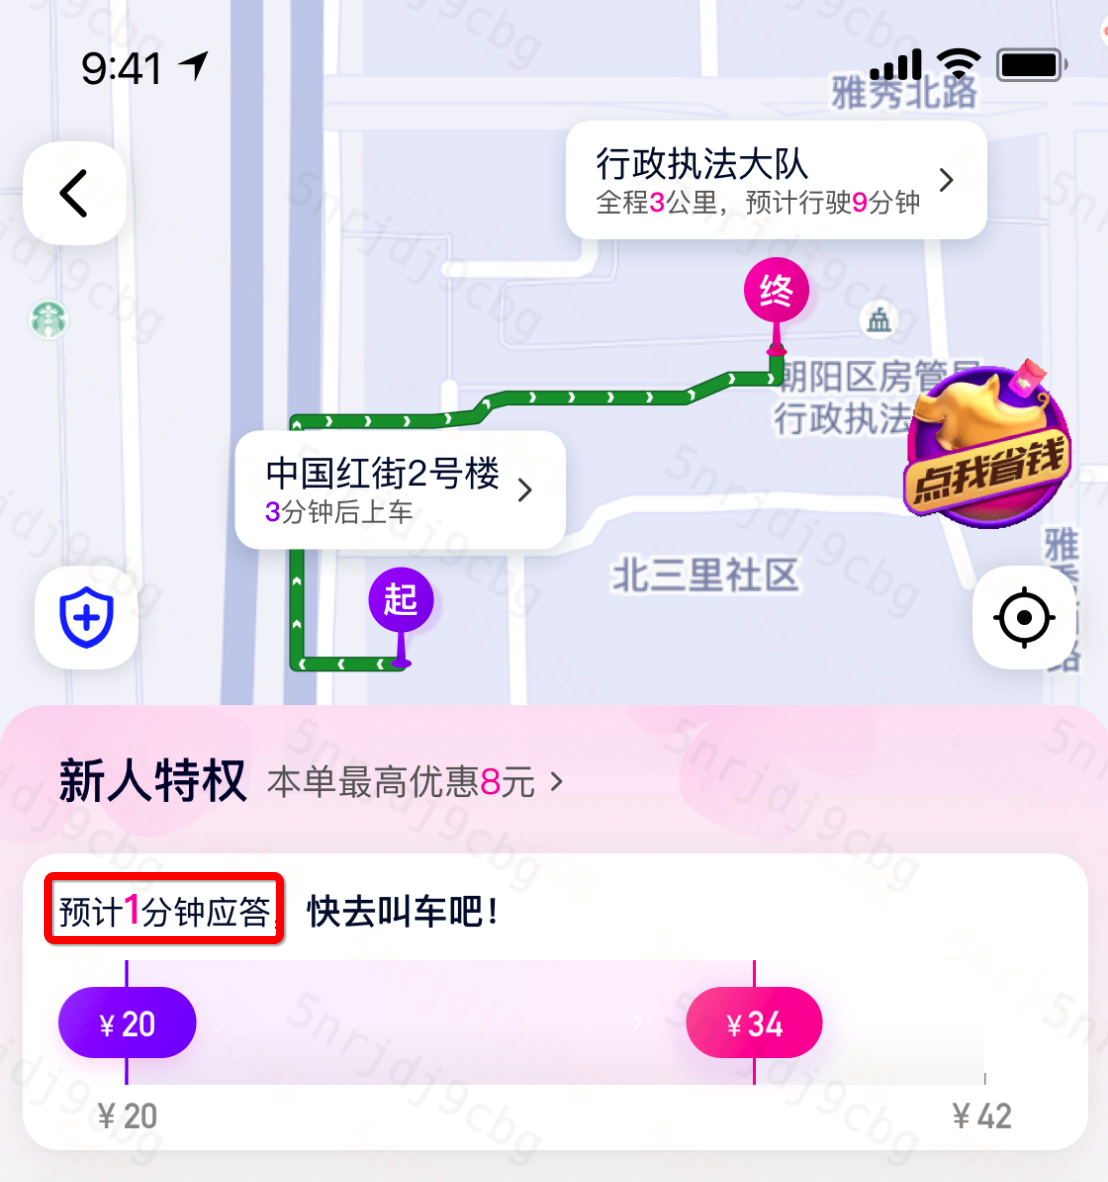 9:41
雅秀北路
行政执法大队
全程3公里，预计行驶9分钟
终
朝阳区房管局
行政执法
点我省钱
中国红街2号楼
3分钟后上车
北三里社区
雅秀
路
起
新人特权 本单最高优惠8元
预计1分钟应答, 快去叫车吧!
¥20 ¥34
¥20 ¥42
5nrjdj9cbg